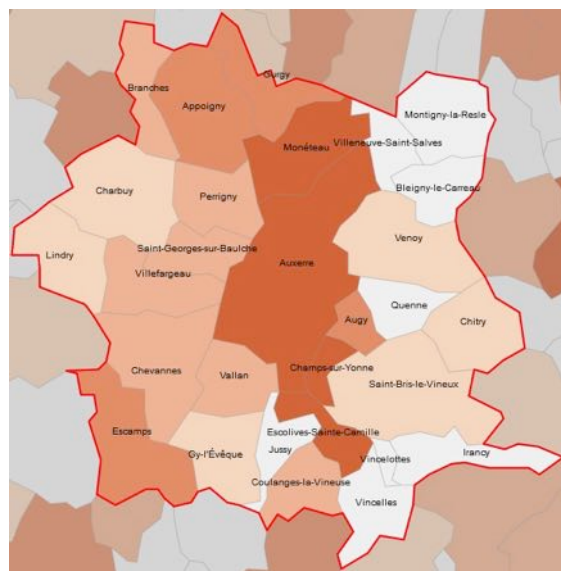 Gurgy
Branches
Appoigny
Montigny-la-Resle
Monéteau
Villeneuve-Saint-Salves
Charbuy
Perrigny
Bleigny-le-Carreau
Venoy
Saint-Georges-sur-Baulche
Lindry
Auxerre
Villefargeau
Quenne
Augy
Chitry
Champs-sur-Yonne
Chevannes
Vallan
Saint-Bris-le-Vineux
Escamps
Escolives-Sainte-Camille
Jussy
Gy-l'Évêque
Irancy
Vincelottes
Coulanges-la-Vineuse
Vincelles